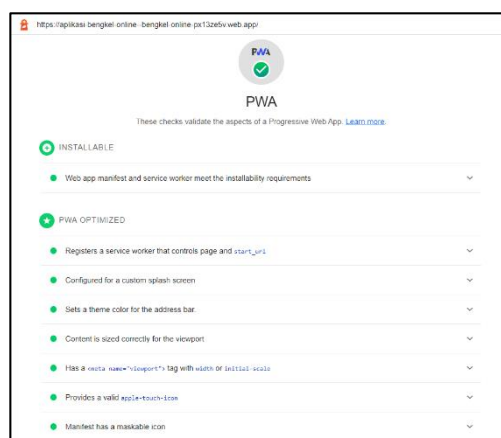 https://aplikasi-bengkel-online--bengkel-online-px13ze5v.web.app/
PWA
PWA
These checks validate the aspects of a Progressive Web App. Learn more.
INSTALLABLE
Web app manifest and service worker meet the installability requirements
PWA OPTIMIZED
Registers a service worker that controls page and start_url
Configured for a custom splash screen
Sets a theme color for the address bar.
Content is sized correctly for the viewport
Has a <meta name="viewport"> tag with width or initial-scale
Provides a valid apple-touch-icon
Manifest has a maskable icon